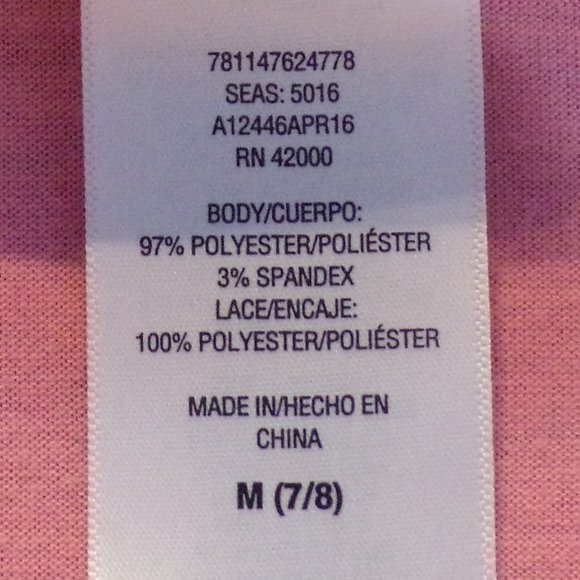 781147624778
SEAS: 5016
A12446APR16
RN 42000
BODY/CUERPO:
97% POLYESTER/POLIÉSTER
3% SPANDEX
LACE/ENCAJE:
100% POLYESTER/POLIÉSTER
MADE IN/HECHO EN
CHINA
M (7/8)